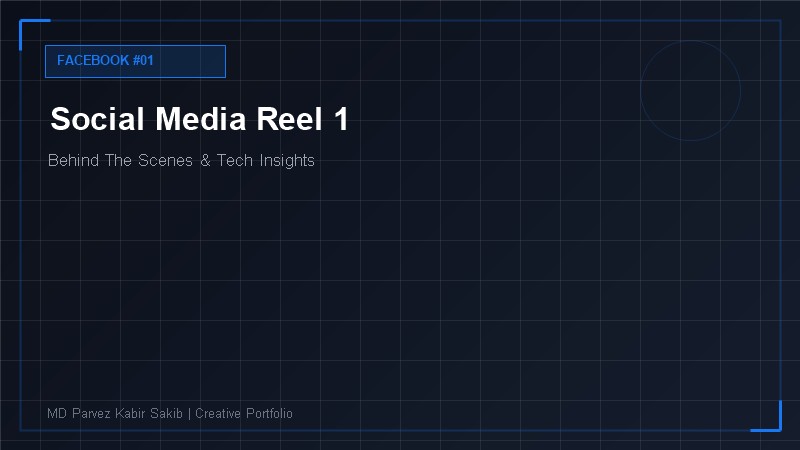 FACEBOOK #01
Social Media Reel 1
Behind The Scenes & Tech Insights
MD Parvez Kabir Sakib | Creative Portfolio